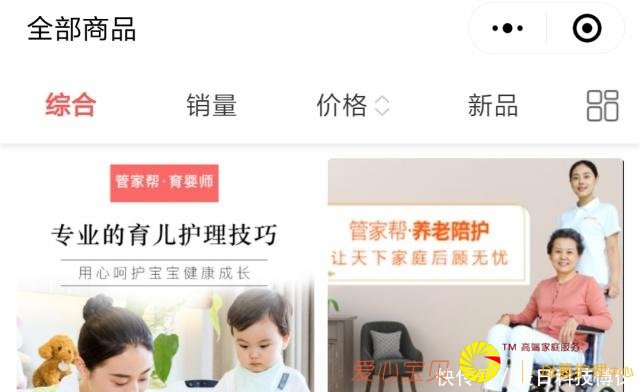 全部商品
综合
销量
价格
新品
管家帮·育婴师
专业的育儿护理技巧
用心呵护宝宝健康成长
管家帮·养老陪护
让天下家庭后顾无忧
TM 高端家庭服务
爱心宝贝
快传号